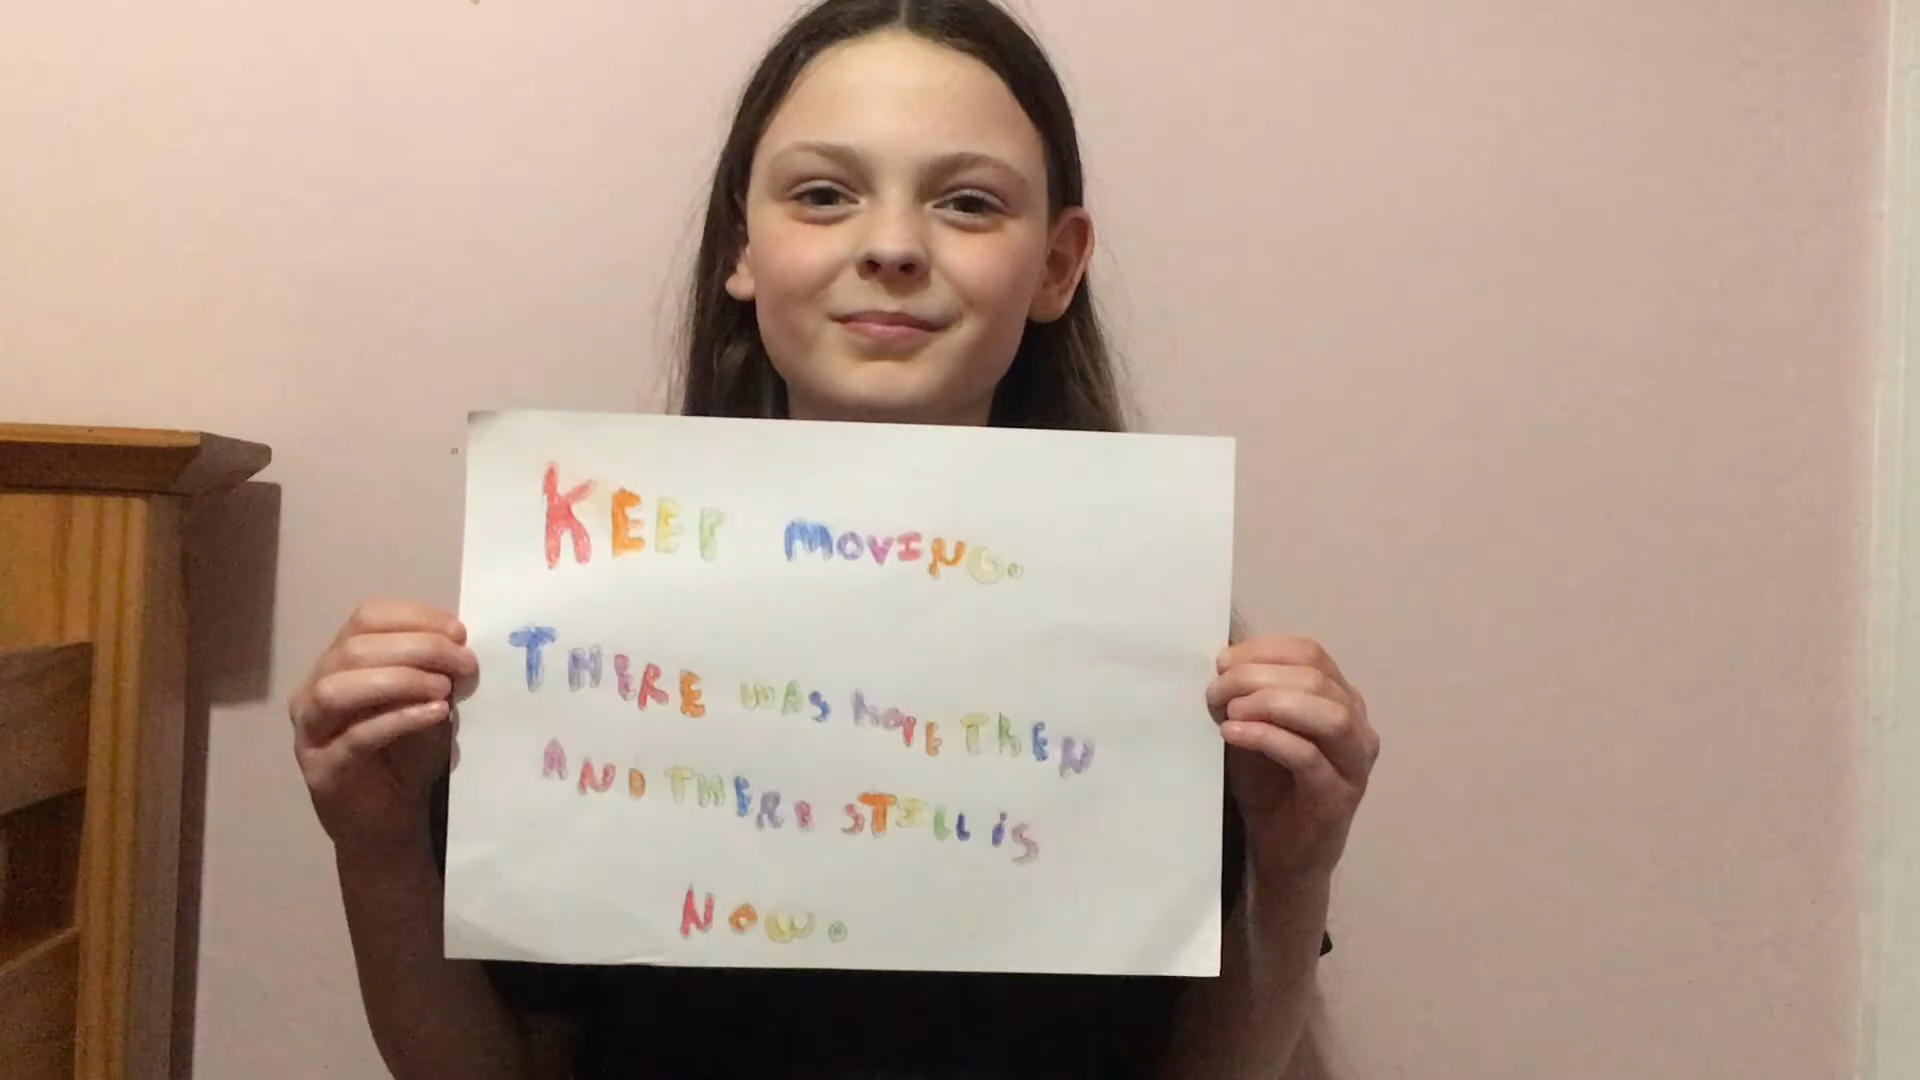 KEEP MOVING.
THERE WAS HOPE THEN
AND THERE STILL iS
NOW.